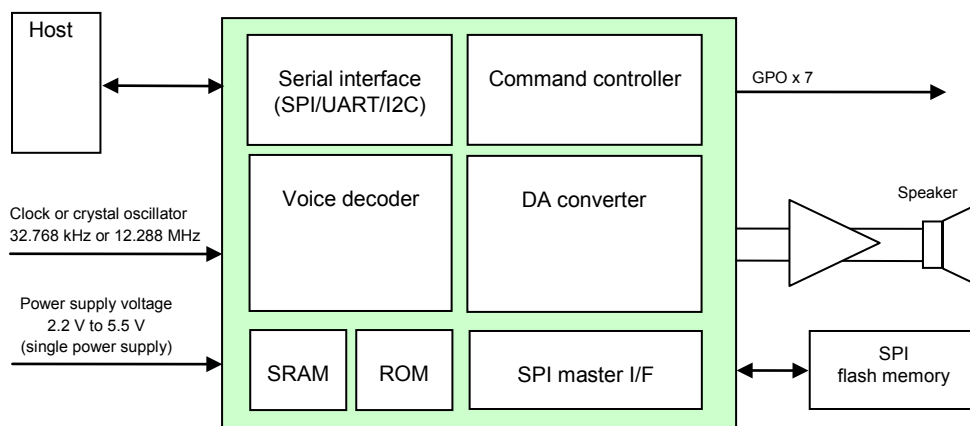 Host
Serial interface
(SPI/UART/I2C)
Command controller
GPO x 7
Voice decoder
DA converter
Speaker
Clock or crystal oscillator
32.768 kHz or 12.288 MHz
Power supply voltage
2.2 V to 5.5 V
(single power supply)
SRAM
ROM
SPI master I/F
SPI
flash memory